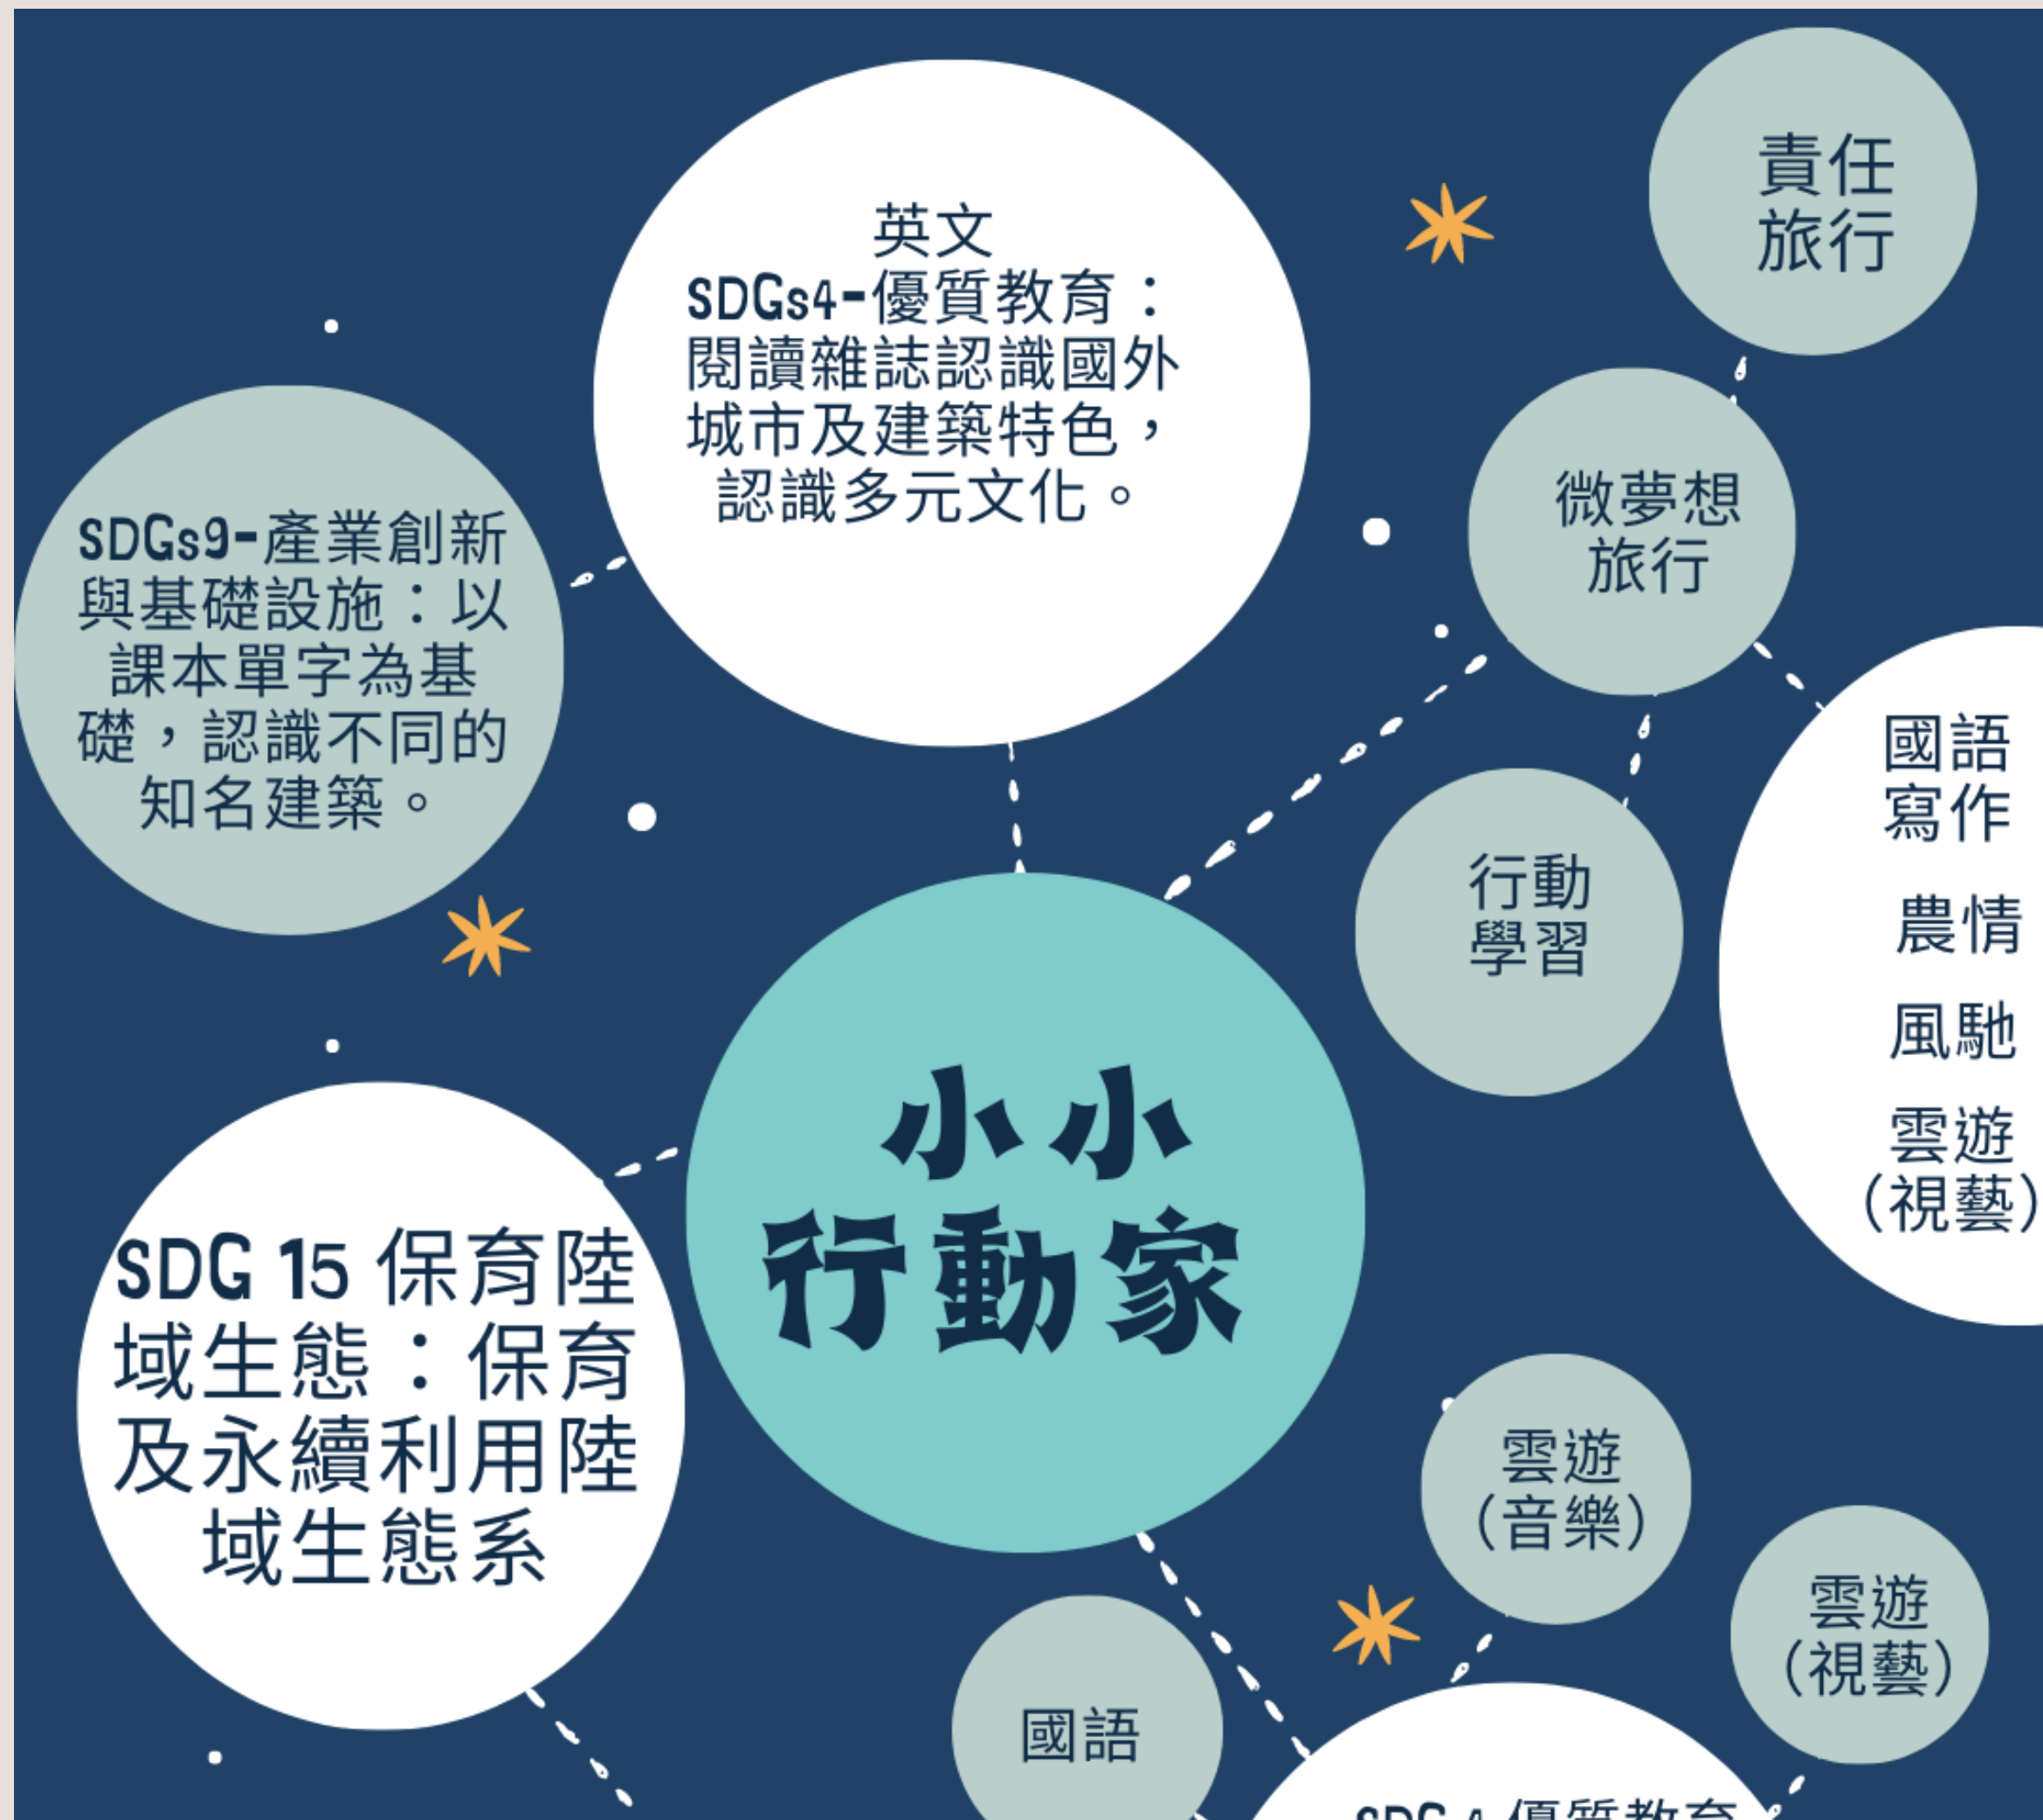 責任
旅行
英文
SDGs4-優質教育：
閱讀雜誌認識國外
城市及建築特色，
認識多元文化。
微夢想
旅行
SDGs9-產業創新
與基礎設施：以
課本單字為基
礎，認識不同的
知名建築。
國語
寫作
農情
風馳
雲遊
（視藝）
行動
學習
小小
行動家
SDG 15 保育陸
域生態：保育
及永續利用陸
域生態系
雲遊
（音樂）
雲遊
（視藝）
國語
SDG 4 優質教育